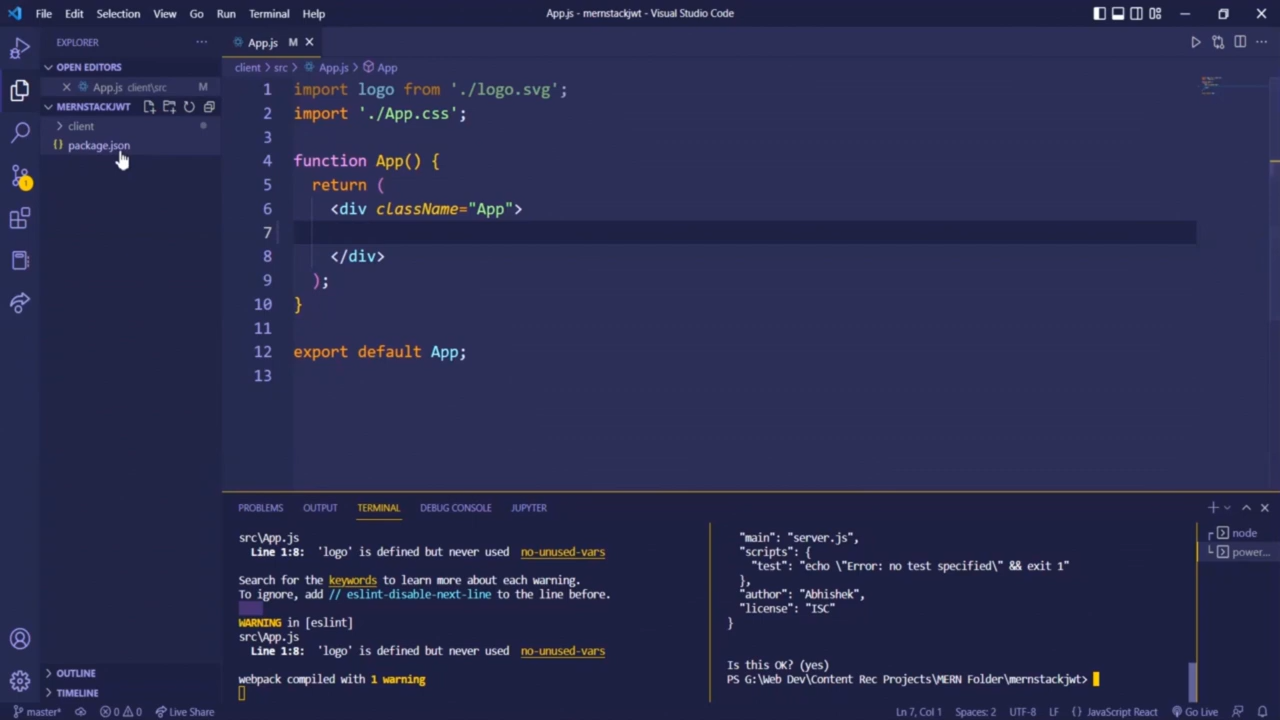 File Edit Selection View Go Run Terminal Help
App.js - mernstackjwt - Visual Studio Code
EXPLORER
OPEN EDITORS
App.js client\src M
MERNSTACKJWT
client
package.json
App.js M
client > src > App.js > App
1 import logo from './logo.svg';
2 import './App.css';
3
4 function App() {
5 return (
6 <div className="App">
7
8 </div>
9 );
10 }
11
12 export default App;
13
PROBLEMS OUTPUT TERMINAL DEBUG CONSOLE JUPYTER
src\App.js
Line 1:8: 'logo' is defined but never used no-unused-vars
Search for the keywords to learn more about each warning.
To ignore, add // eslint-disable-next-line to the line before.
WARNING in [eslint]
src\App.js
Line 1:8: 'logo' is defined but never used no-unused-vars
webpack compiled with 1 warning
"main": "server.js",
"scripts": {
"test": "echo \"Error: no test specified\" && exit 1"
},
"author": "Abhishek",
"license": "ISC"
}
Is this OK? (yes)
PS G:\Web Dev\Content Rec Projects\MERN Folder\mernstackjwt>
node
power...
1
OUTLINE
TIMELINE
master* 0 0 Live Share
Ln 7, Col 1 Spaces: 2 UTF-8 LF {} JavaScript React Go Live